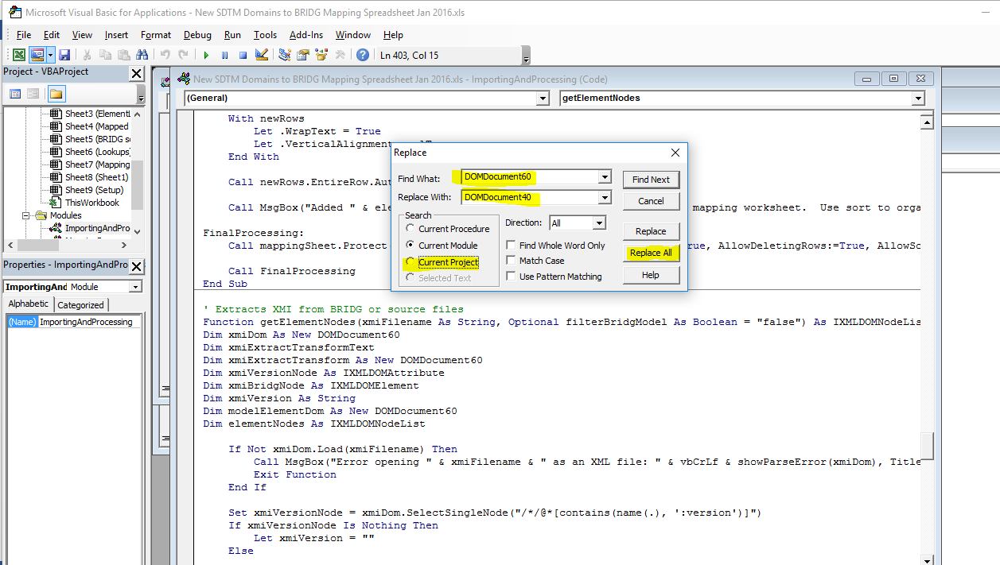 Microsoft Visual Basic for Applications - New SDTM Domains to BRIDG Mapping Spreadsheet Jan 2016.xls
File Edit View Insert Format Debug Run Tools Add-Ins Window Help
Ln 403, Col 15
Project - VBAProject
Sheet3 (Element
Sheet4 (Mapped
Sheet5 (BRIDG s
Sheet6 (Lookups
Sheet7 (Mapping
Sheet8 (Sheet1)
Sheet9 (Setup)
ThisWorkbook
Modules
ImportingAndPro
Properties - ImportingAndPro
ImportingAnd Module
Alphabetic Categorized
(Name) ImportingAndProcessing
New SDTM Domains to BRIDG Mapping Spreadsheet Jan 2016.xls - ImportingAndProcessing (Code)
(General) getElementNodes
With newRows
Let .WrapText = True
Let .VerticalAlignment
End With
Call newRows.EntireRow.Aut
Call MsgBox("Added " & ele mapping worksheet.  Use sort to orga
FinalProcessing:
Call mappingSheet.Protect rue, AllowDeletingRows:=True, AllowSc
Call FinalProcessing
End Sub
Replace
Find What: DOMDocument60 Find Next
Replace With: DOMDocument40 Cancel
Search Direction: All
Current Procedure Replace
Current Module Find Whole Word Only
Current Project Match Case Replace All
Selected Text Use Pattern Matching Help
' Extracts XMI from BRIDG or source files
Function getElementNodes(xmiFilename As String, Optional filterBridgModel As Boolean = "false") As IXMLDOMNodeLis
Dim xmiDom As New DOMDocument60
Dim xmiExtractTransformText
Dim xmiExtractTransform As New DOMDocument60
Dim xmiVersionNode As IXMLDOMAttribute
Dim xmiBridgNode As IXMLDOMElement
Dim xmiVersion As String
Dim modelElementDom As New DOMDocument60
Dim elementNodes As IXMLDOMNodeList
If Not xmiDom.Load(xmiFilename) Then
Call MsgBox("Error opening " & xmiFilename & " as an XML file: " & vbCrLf & showParseError(xmiDom), Title
Exit Function
End If
Set xmiVersionNode = xmiDom.SelectSingleNode("/*/@*[contains(name(.), ':version')]")
If xmiVersionNode Is Nothing Then
Let xmiVersion = ""
Else